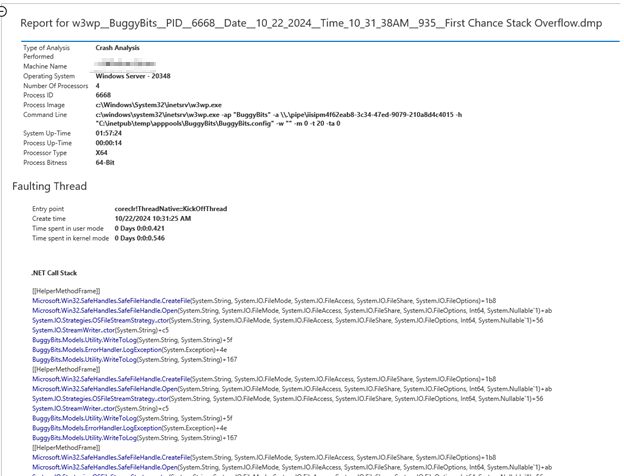 Report for w3wp__BuggyBits__PID__6668__Date__10_22_2024__Time_10_31_38AM__935__First Chance Stack Overflow.dmp
Type of Analysis Performed Crash Analysis
Machine Name
Operating System Windows Server - 20348
Number Of Processors 4
Process ID 6668
Process Image c:\Windows\System32\inetsrv\w3wp.exe
Command Line c:\windows\system32\inetsrv\w3wp.exe -ap "BuggyBits" -a \\.\pipe\iisipm4f62eab8-3c34-47ed-9079-210a8d4c4015 -h
"C:\inetpub\temp\apppools\BuggyBits\BuggyBits.config" -w "" -m 0 -t 20 -ta 0
System Up-Time 01:57:24
Process Up-Time 00:00:14
Processor Type X64
Process Bitness 64-Bit
Faulting Thread
Entry point coreclr!ThreadNative::KickOffThread
Create time 10/22/2024 10:31:25 AM
Time spent in user mode 0 Days 0:0:0.421
Time spent in kernel mode 0 Days 0:0:0.546
.NET Call Stack
[[HelperMethodFrame]]
Microsoft.Win32.SafeHandles.SafeFileHandle.CreateFile(System.String, System.IO.FileMode, System.IO.FileAccess, System.IO.FileShare, System.IO.FileOptions)+1b8
Microsoft.Win32.SafeHandles.SafeFileHandle.Open(System.String, System.IO.FileMode, System.IO.FileAccess, System.IO.FileShare, System.IO.FileOptions, Int64, System.Nullable`1)+ab
System.IO.Strategies.OSFileStreamStrategy..ctor(System.String, System.IO.FileMode, System.IO.FileAccess, System.IO.FileShare, System.IO.FileOptions, Int64, System.Nullable`1)+56
System.IO.StreamWriter..ctor(System.String)+c5
BuggyBits.Models.Utility.WriteToLog(System.String, System.String)+5f
BuggyBits.Models.ErrorHandler.LogException(System.Exception)+4e
BuggyBits.Models.Utility.WriteToLog(System.String, System.String)+167
[[HelperMethodFrame]]
Microsoft.Win32.SafeHandles.SafeFileHandle.CreateFile(System.String, System.IO.FileMode, System.IO.FileAccess, System.IO.FileShare, System.IO.FileOptions)+1b8
Microsoft.Win32.SafeHandles.SafeFileHandle.Open(System.String, System.IO.FileMode, System.IO.FileAccess, System.IO.FileShare, System.IO.FileOptions, Int64, System.Nullable`1)+ab
System.IO.Strategies.OSFileStreamStrategy..ctor(System.String, System.IO.FileMode, System.IO.FileAccess, System.IO.FileShare, System.IO.FileOptions, Int64, System.Nullable`1)+56
System.IO.StreamWriter..ctor(System.String)+c5
BuggyBits.Models.Utility.WriteToLog(System.String, System.String)+5f
BuggyBits.Models.ErrorHandler.LogException(System.Exception)+4e
BuggyBits.Models.Utility.WriteToLog(System.String, System.String)+167
[[HelperMethodFrame]]
Microsoft.Win32.SafeHandles.SafeFileHandle.CreateFile(System.String, System.IO.FileMode, System.IO.FileAccess, System.IO.FileShare, System.IO.FileOptions)+1b8
Microsoft.Win32.SafeHandles.SafeFileHandle.Open(System.String, System.IO.FileMode, System.IO.FileAccess, System.IO.FileShare, System.IO.FileOptions, Int64, System.Nullable`1)+ab